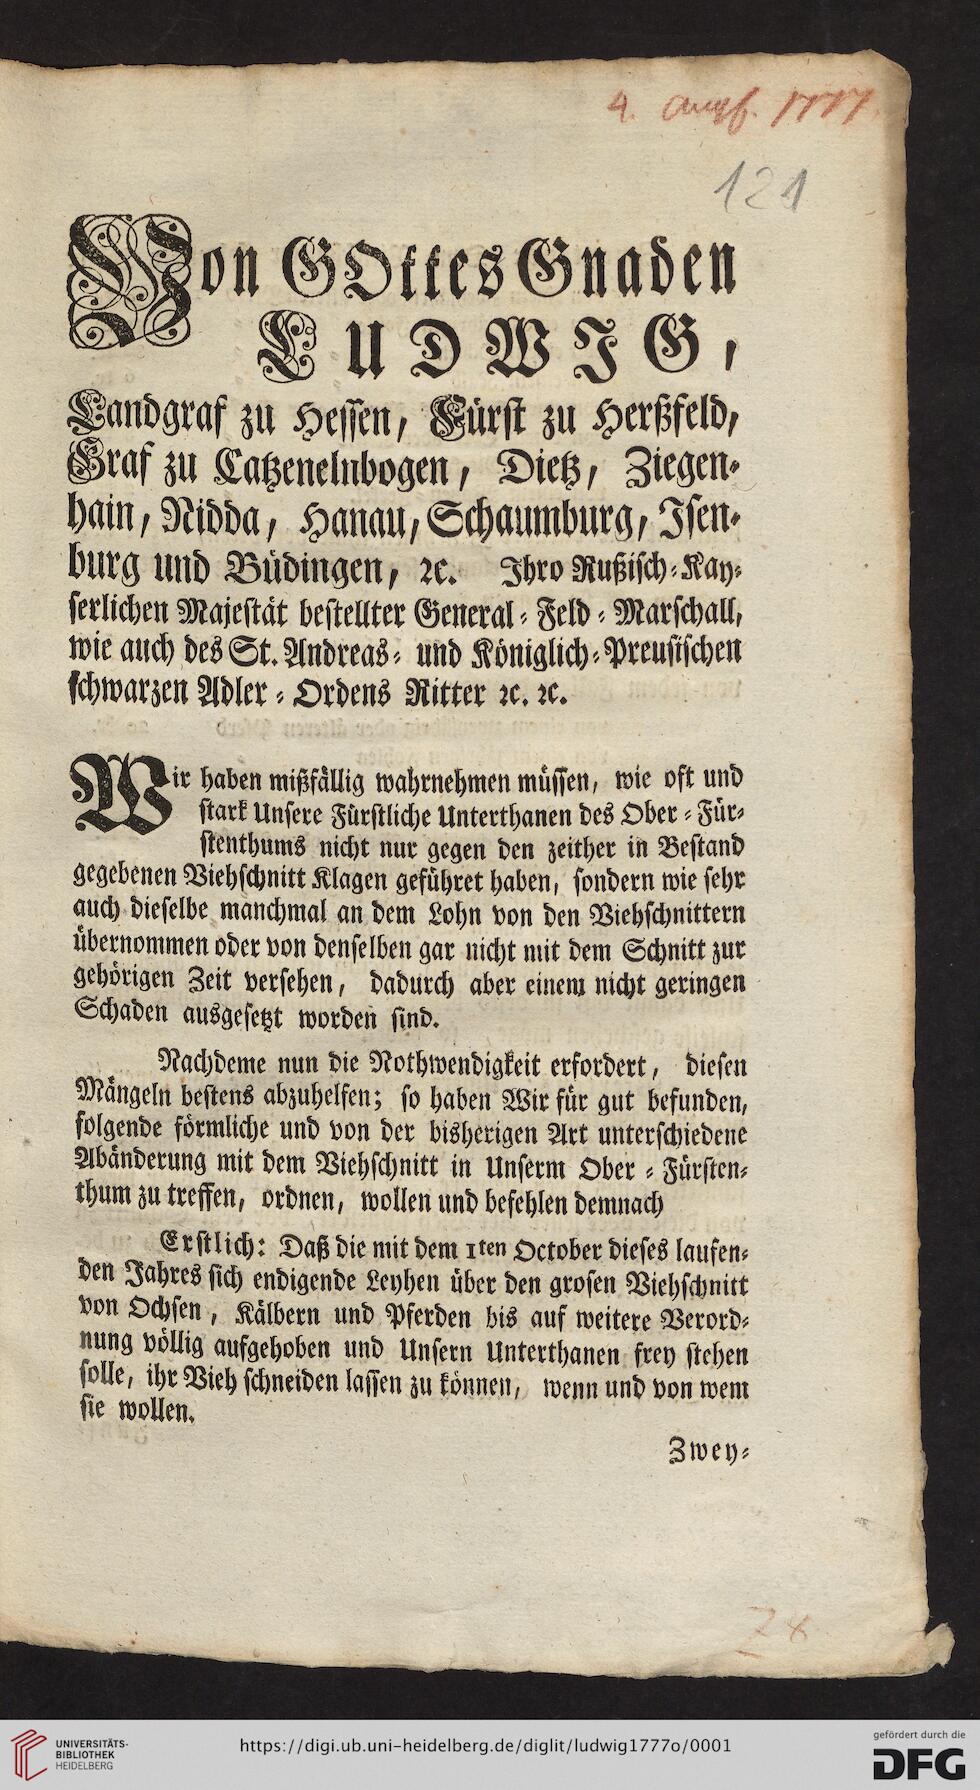 4. Augst. 1777.
121
Von GOttes Gnaden
LUDWJG,
Landgraf zu Hessen, Fürst zu Herßfeld,
Graf zu Catzenelnbogen, Dietz, Ziegen-
hain, Nidda, Hanau, Schaumburg, Jsen-
burg und Büdingen, ꝛc. Jhro Rußisch-Kay-
serlichen Majestät bestellter General-Feld-Marschall,
wie auch des St. Andreas- und Königlich-Preusischen
schwarzen Adler-Ordens Ritter ꝛc. ꝛc.
Wir haben mißfällig wahrnehmen müssen, wie oft und
stark Unsere Fürstliche Unterthanen des Ober-Für-
stenthums nicht nur gegen den zeither in Bestand
gegebenen Viehschnitt Klagen geführet haben, sondern wie sehr
auch dieselbe manchmal an dem Lohn von den Viehschnittern
übernommen oder von denselben gar nicht mit dem Schnitt zur
gehörigen Zeit versehen, dadurch aber einem nicht geringen
Schaden ausgesetzt worden sind.
Nachdeme nun die Nothwendigkeit erfordert, diesen
Mängeln bestens abzuhelfen; so haben Wir für gut befunden,
folgende förmliche und von der bisherigen Art unterschiedene
Abänderung mit dem Viehschnitt in Unserm Ober-Fürsten-
thum zu treffen, ordnen, wollen und befehlen demnach
Erstlich: Daß die mit dem 1ten October dieses laufen-
den Jahres sich endigende Leyhen über den grosen Viehschnitt
von Ochsen, Kälbern und Pferden bis auf weitere Verord-
nung völlig aufgehoben und Unsern Unterthanen frey stehen
solle, ihr Vieh schneiden lassen zu können, wenn und von wem
sie wollen.
Zwey-
UNIVERSITÄTS-
BIBLIOTHEK
HEIDELBERG
https://digi.ub.uni-heidelberg.de/diglit/ludwig1777o/0001
gefördert durch die
DFG